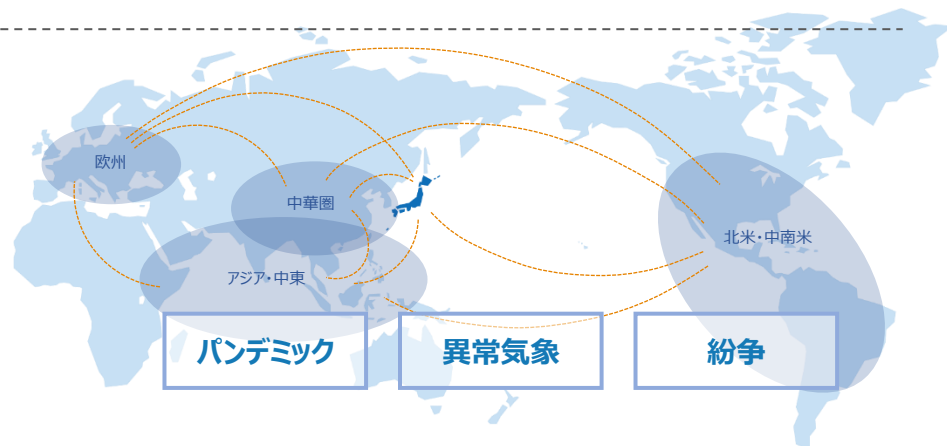 欧州
中華圏
北米・中南米
アジア・中東
パンデミック
異常気象
紛争